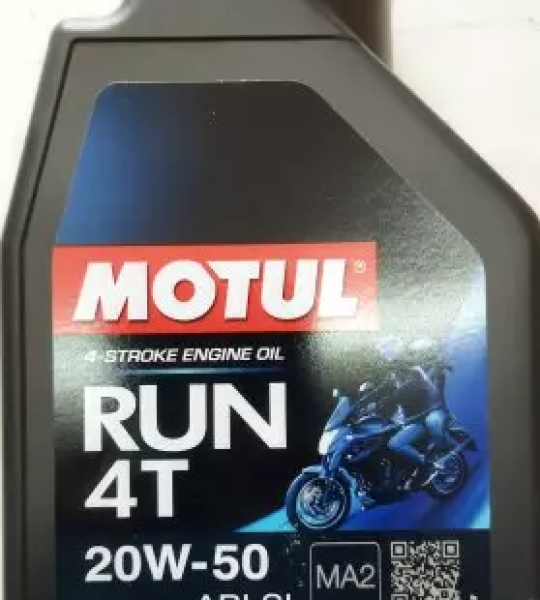 MOTUL®
4-STROKE ENGINE OIL
RUN
4T
20W-50
MA2